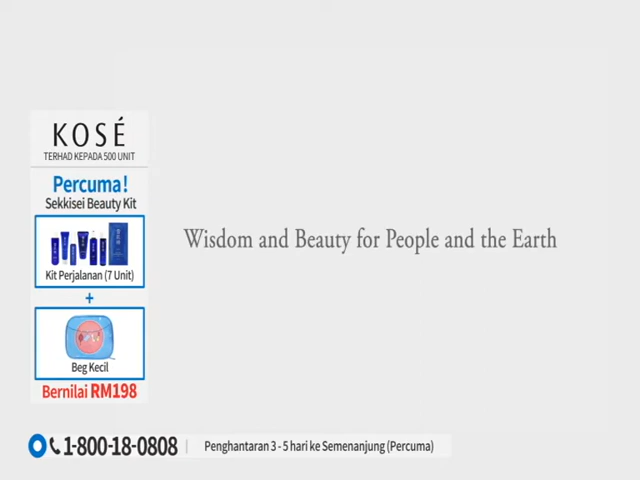 KOSÉ
TERHAD KEPADA 500 UNIT
Percuma!
Sekkisei Beauty Kit
Kit Perjalanan (7 Unit)
+
Beg Kecil
Bernilai RM198
Wisdom and Beauty for People and the Earth
1-800-18-0808 | Penghantaran 3 - 5 hari ke Semenanjung (Percuma)